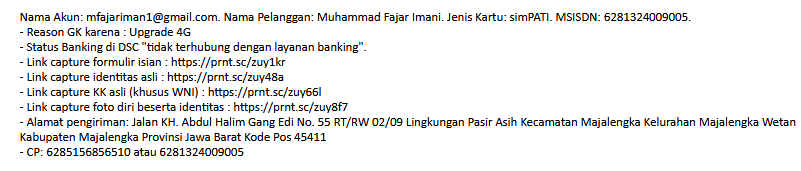 Nama Akun: mfajariman1@gmail.com. Nama Pelanggan: Muhammad Fajar Imani. Jenis Kartu: simPATI. MSISDN: 6281324009005.
- Reason GK karena : Upgrade 4G
- Status Banking di DSC "tidak terhubung dengan layanan banking".
- Link capture formulir isian : https://prnt.sc/zuy1kr
- Link capture identitas asli : https://prnt.sc/zuy48a
- Link capture KK asli (khusus WNI) : https://prnt.sc/zuy66l
- Link capture foto diri beserta identitas : https://prnt.sc/zuy8f7
- Alamat pengiriman: Jalan KH. Abdul Halim Gang Edi No. 55 RT/RW 02/09 Lingkungan Pasir Asih Kecamatan Majalengka Kelurahan Majalengka Wetan
Kabupaten Majalengka Provinsi Jawa Barat Kode Pos 45411
- CP: 6285156856510 atau 6281324009005